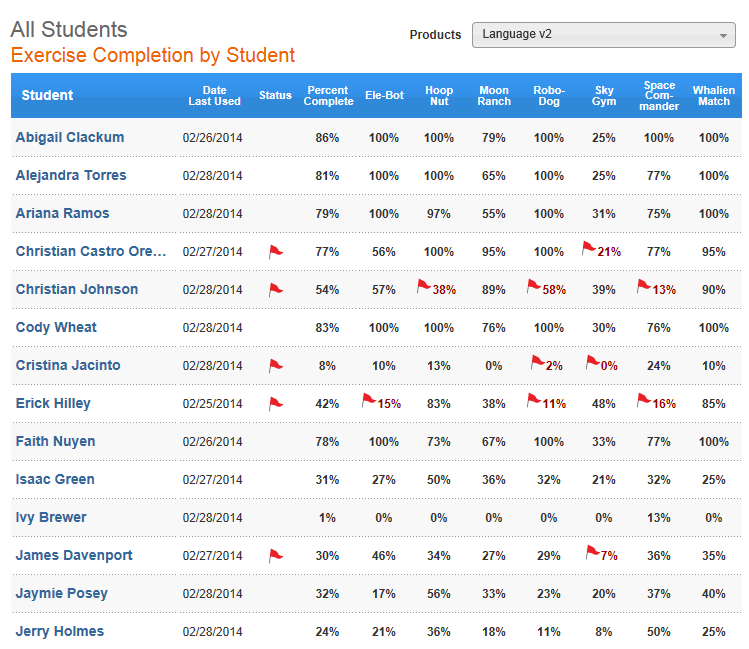 All Students
Products Language v2
Exercise Completion by Student
Student Date Last Used Status Percent Complete Ele-Bot Hoop Nut Moon Ranch Robo-Dog Sky Gym Space Com-mander Whalien Match
Abigail Clackum 02/26/2014 86% 100% 100% 79% 100% 25% 100% 100%
Alejandra Torres 02/28/2014 81% 100% 100% 65% 100% 25% 77% 100%
Ariana Ramos 02/28/2014 79% 100% 97% 55% 100% 31% 75% 100%
Christian Castro Ore... 02/27/2014 77% 56% 100% 95% 100% 21% 77% 95%
Christian Johnson 02/28/2014 54% 57% 38% 89% 58% 39% 13% 90%
Cody Wheat 02/28/2014 83% 100% 100% 76% 100% 30% 76% 100%
Cristina Jacinto 02/28/2014 8% 10% 13% 0% 2% 0% 24% 10%
Erick Hilley 02/25/2014 42% 15% 83% 38% 11% 48% 16% 85%
Faith Nuyen 02/26/2014 78% 100% 73% 67% 100% 33% 77% 100%
Isaac Green 02/27/2014 31% 27% 50% 36% 32% 21% 32% 25%
Ivy Brewer 02/28/2014 1% 0% 0% 0% 0% 0% 13% 0%
James Davenport 02/27/2014 30% 46% 34% 27% 29% 7% 36% 35%
Jaymie Posey 02/28/2014 32% 17% 56% 33% 23% 20% 37% 40%
Jerry Holmes 02/28/2014 24% 21% 36% 18% 11% 8% 50% 25%